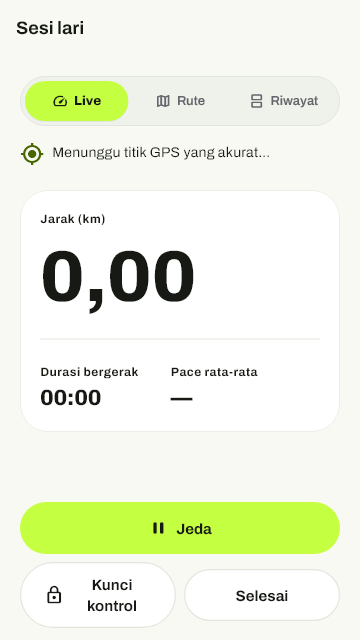 Sesi lari
Live
Rute
Riwayat
Menunggu titik GPS yang akurat...
Jarak (km)
0,00
Durasi bergerak
Pace rata-rata
00:00
—
Jeda
Kunci
kontrol
Selesai